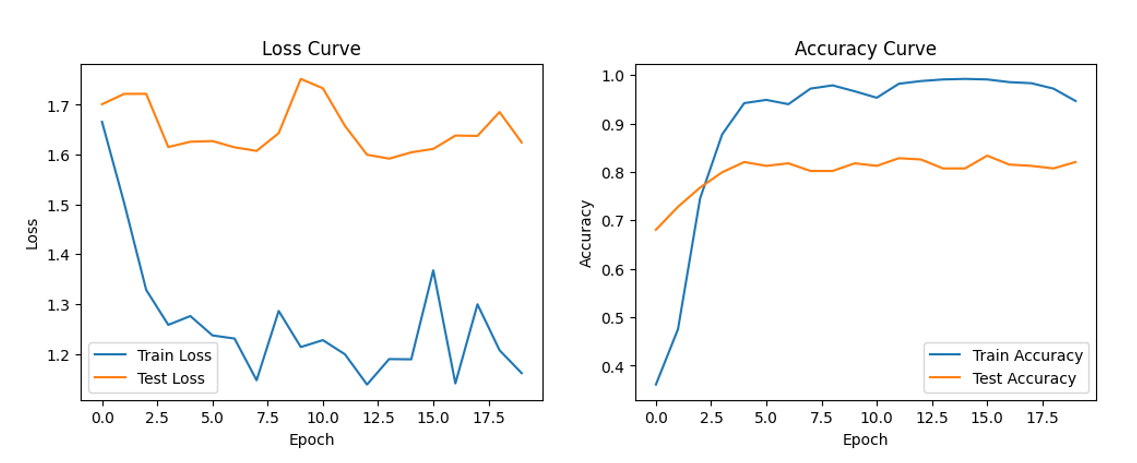 Loss Curve
Loss
1.7
1.6
1.5
1.4
1.3
1.2
Train Loss
Test Loss
0.0 2.5 5.0 7.5 10.0 12.5 15.0 17.5
Epoch
Accuracy Curve
Accuracy
1.0
0.9
0.8
0.7
0.6
0.5
0.4
Train Accuracy
Test Accuracy
0.0 2.5 5.0 7.5 10.0 12.5 15.0 17.5
Epoch